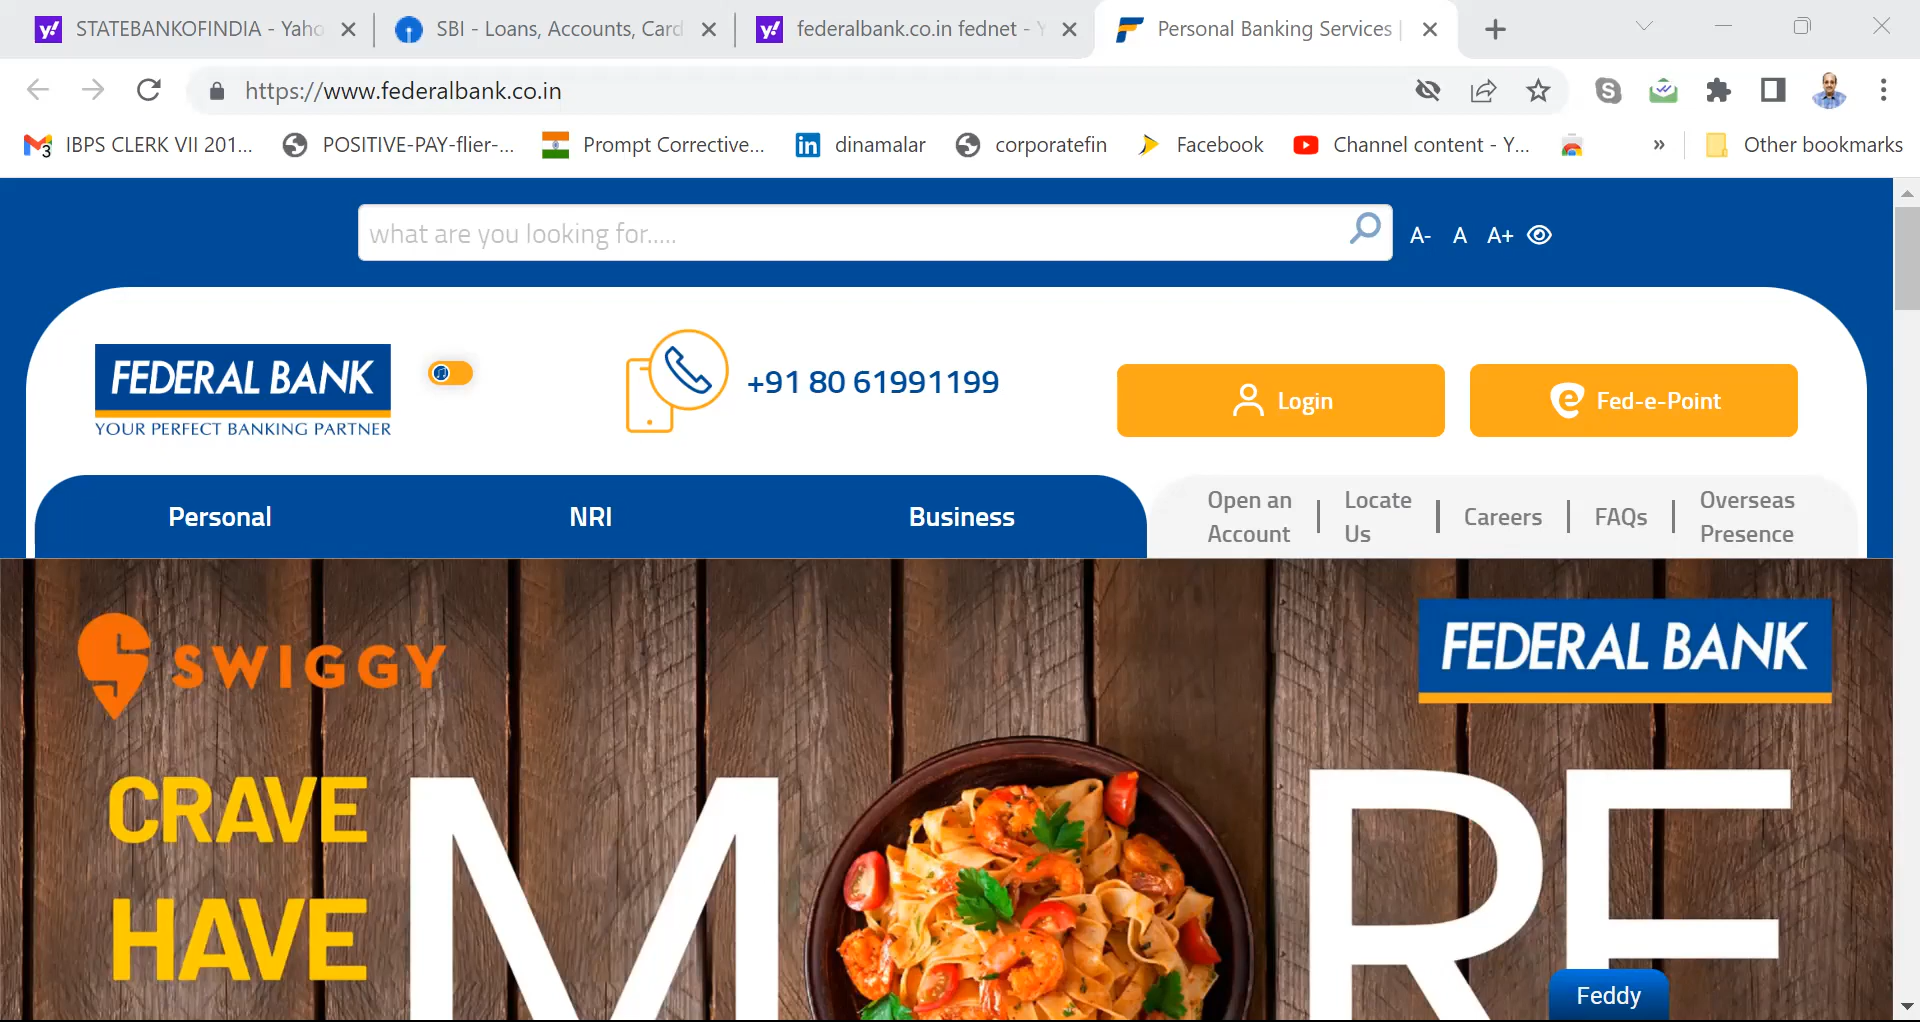 STATEBANKOFINDIA - Yaho
SBI - Loans, Accounts, Card
federalbank.co.in fednet - Y
Personal Banking Services |
https://www.federalbank.co.in
3 IBPS CLERK VII 201...
POSITIVE-PAY-flier-...
Prompt Corrective...
in dinamalar
corporatefin
Facebook
Channel content - Y...
»
Other bookmarks
what are you looking for.....
A- A A+
FEDERAL BANK
YOUR PERFECT BANKING PARTNER
+91 80 61991199
Login
Fed-e-Point
Personal
NRI
Business
Open an
Account
Locate
Us
Careers
FAQs
Overseas
Presence
SWIGGY
FEDERAL BANK
CRAVE
HAVE
M RE
Feddy